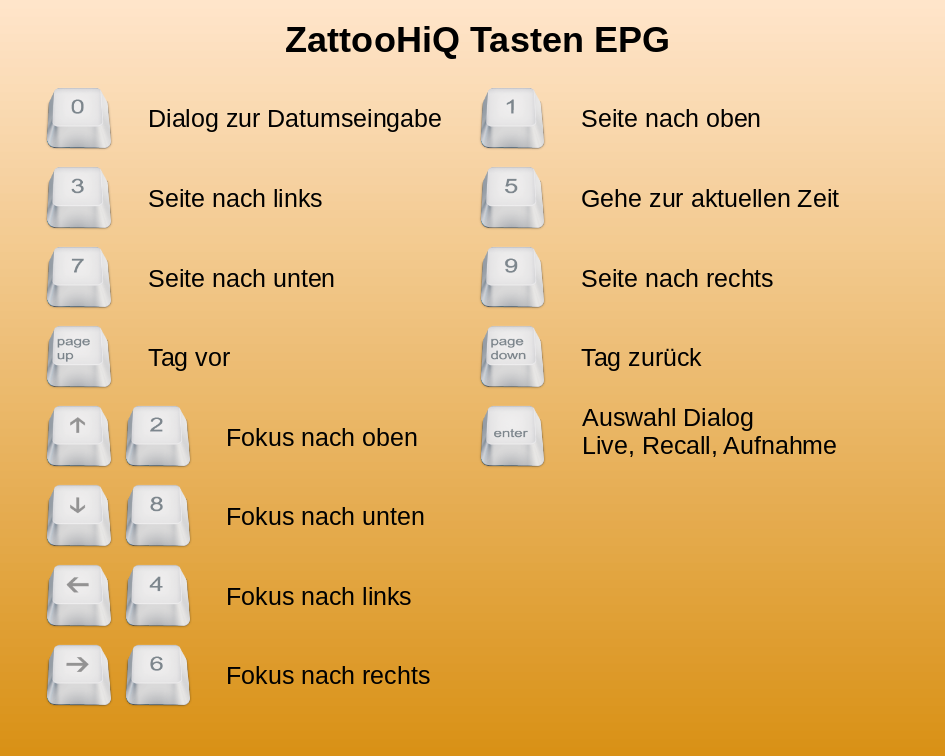 ZattooHiQ Tasten EPG
0 Dialog zur Datumseingabe
1 Seite nach oben
3 Seite nach links
5 Gehe zur aktuellen Zeit
7 Seite nach unten
9 Seite nach rechts
page
up
Tag vor
page
down
Tag zurück
↑ 2 Fokus nach oben
enter
Auswahl Dialog
Live, Recall, Aufnahme
↓ 8 Fokus nach unten
← 4 Fokus nach links
→ 6 Fokus nach rechts